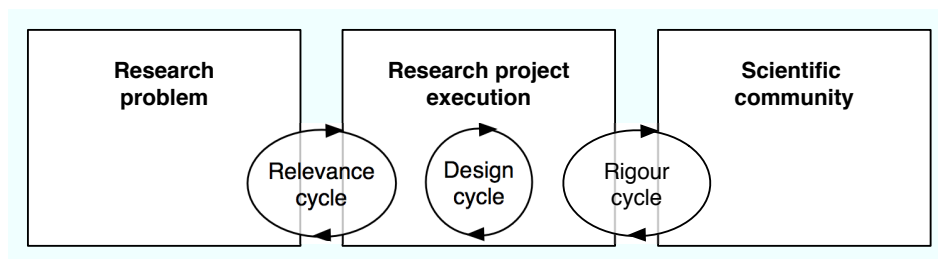 Research
problem
Research project
execution
Scientific
community
Relevance
cycle
Design
cycle
Rigour
cycle